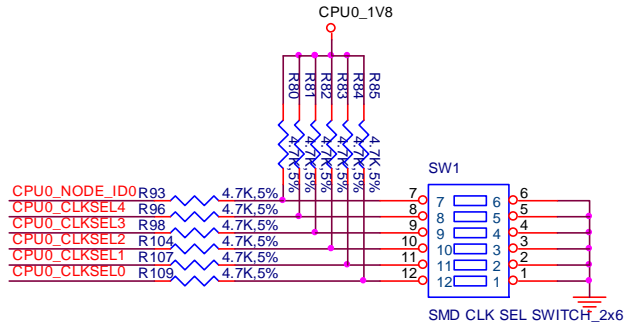 CPU0_1V8
R80
R81
R82
R83
R84
R85
4.7K,5%
4.7K,5%
4.7K,5%
4.7K,5%
4.7K,5%
4.7K,5%
SW1
CPU0_NODE_ID0 R93 4.7K,5% 7 7 6 6
CPU0_CLKSEL4 R96 4.7K,5% 8 8 5 5
CPU0_CLKSEL3 R98 4.7K,5% 9 9 4 4
CPU0_CLKSEL2 R104 4.7K,5% 10 10 3 3
CPU0_CLKSEL1 R107 4.7K,5% 11 11 2 2
CPU0_CLKSEL0 R109 4.7K,5% 12 12 1 1
SMD CLK SEL SWITCH_2x6